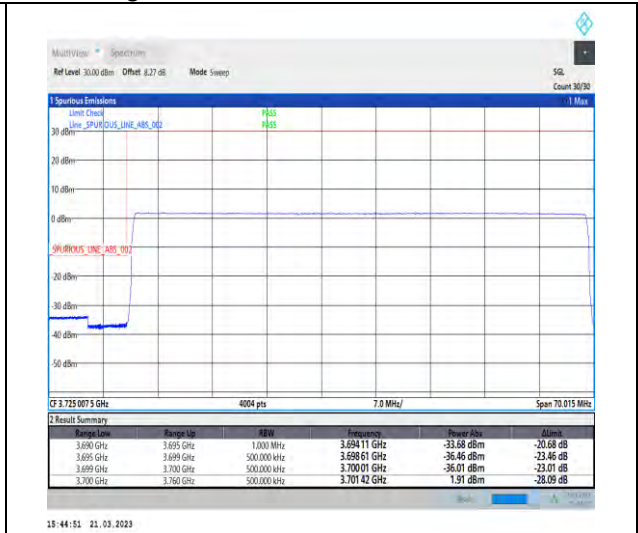 MultiView Spectrum
Ref Level 30.00 dBm Offset 8.27 dB Mode Sweep SGL
Count 30/30
1 Spurious Emissions 1 Max
Limit Check PASS
Line _SPURIOUS_LINE_ABS_002 PASS
30 dBm
20 dBm
10 dBm
0 dBm
_SPURIOUS_LINE_ABS_002
-20 dBm
-30 dBm
-40 dBm
-50 dBm
CF 3.725 007 5 GHz 4004 pts 7.0 MHz/ Span 70.015 MHz
2 Result Summary
Range Low Range Up RBW Frequency Power Abs ΔLimit
3.690 GHz 3.695 GHz 1.000 MHz 3.694 11 GHz -33.68 dBm -20.68 dB
3.695 GHz 3.699 GHz 500.000 kHz 3.698 61 GHz -36.46 dBm -23.46 dB
3.699 GHz 3.700 GHz 500.000 kHz 3.700 01 GHz -36.01 dBm -23.01 dB
3.700 GHz 3.760 GHz 500.000 kHz 3.701 42 GHz 1.91 dBm -28.09 dB
15:44:51 21.03.2023